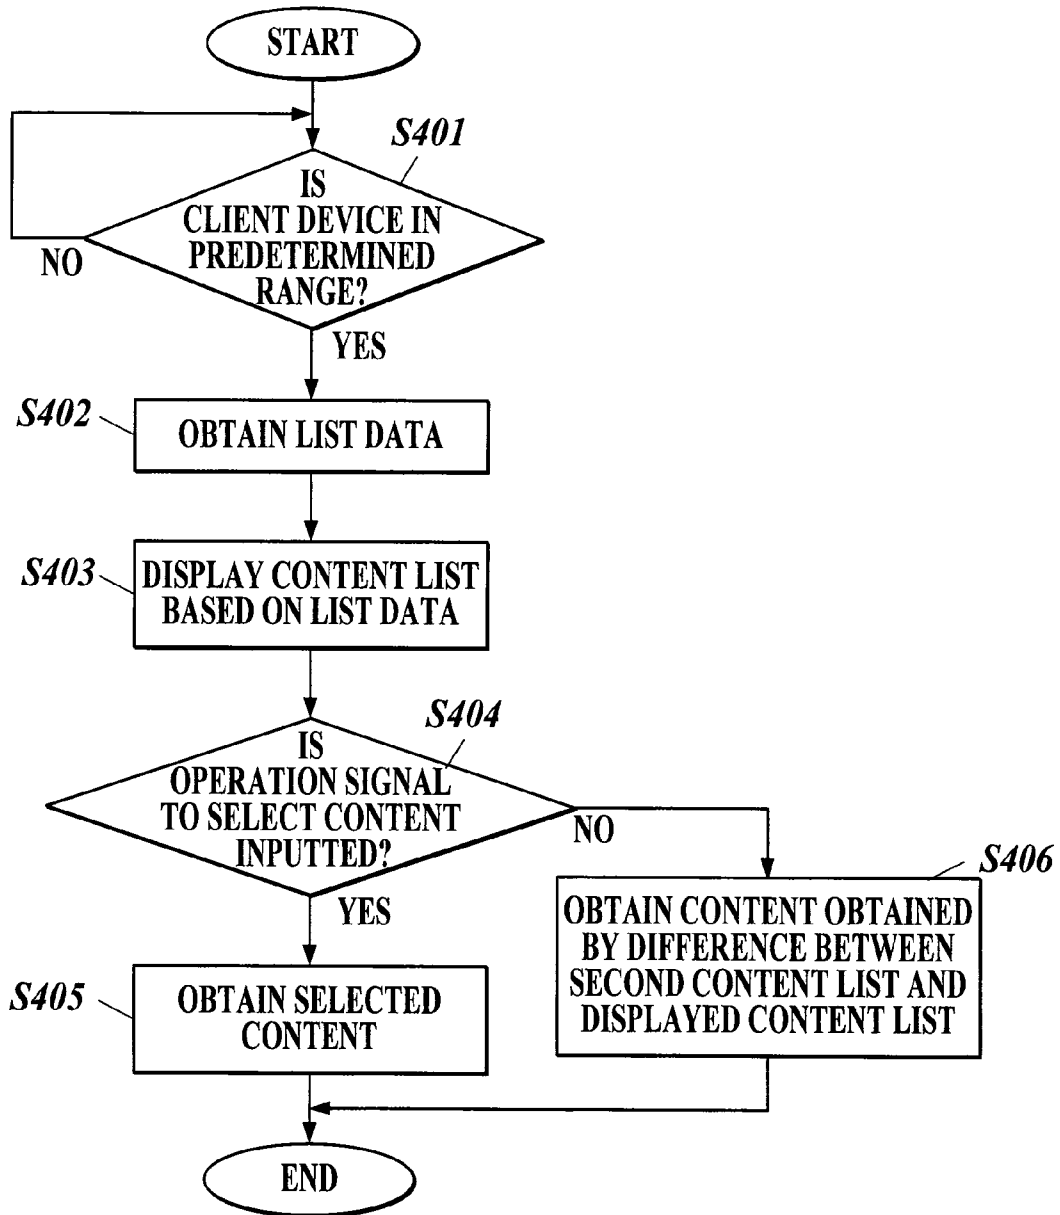 START
S401
IS
CLIENT DEVICE IN
PREDETERMINED
RANGE?
NO
YES
S402
OBTAIN LIST DATA
S403
DISPLAY CONTENT LIST
BASED ON LIST DATA
S404
IS
OPERATION SIGNAL
TO SELECT CONTENT
INPUTTED?
NO
YES
S406
OBTAIN CONTENT OBTAINED
BY DIFFERENCE BETWEEN
SECOND CONTENT LIST AND
DISPLAYED CONTENT LIST
S405
OBTAIN SELECTED
CONTENT
END